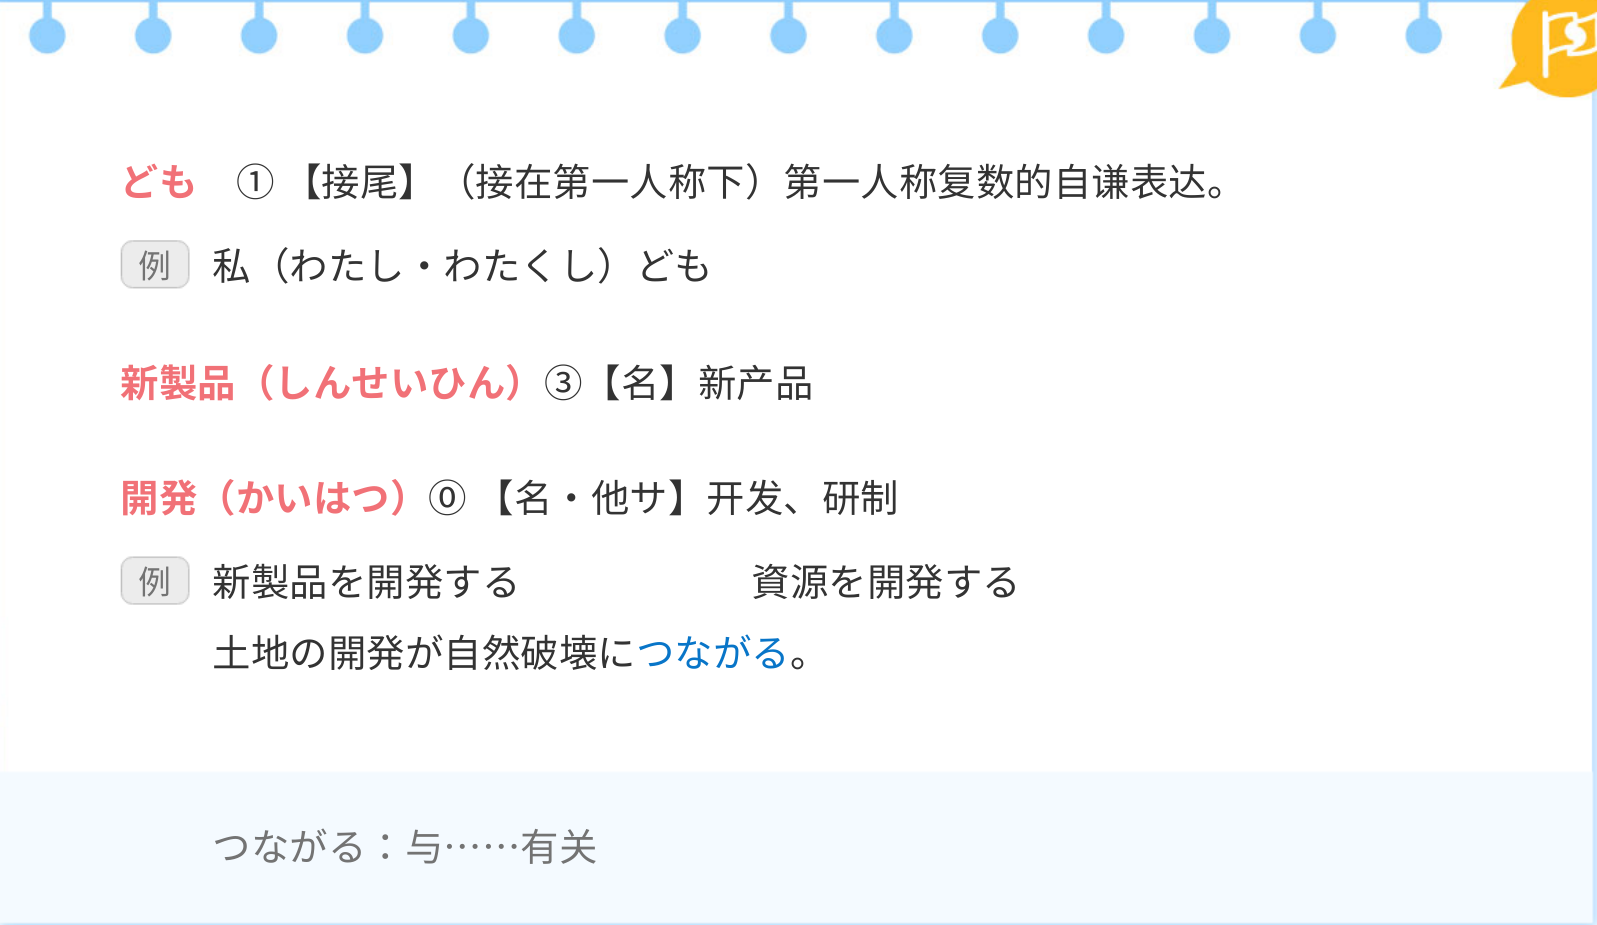 ども　①【接尾】（接在第一人称下）第一人称复数的自谦表达。
例 私（わたし・わたくし）ども
新製品（しんせいひん）③【名】新产品
開発（かいはつ）⓪【名・他サ】开发、研制
例 新製品を開発する　資源を開発する
土地の開発が自然破壊につながる。
つながる：与……有关